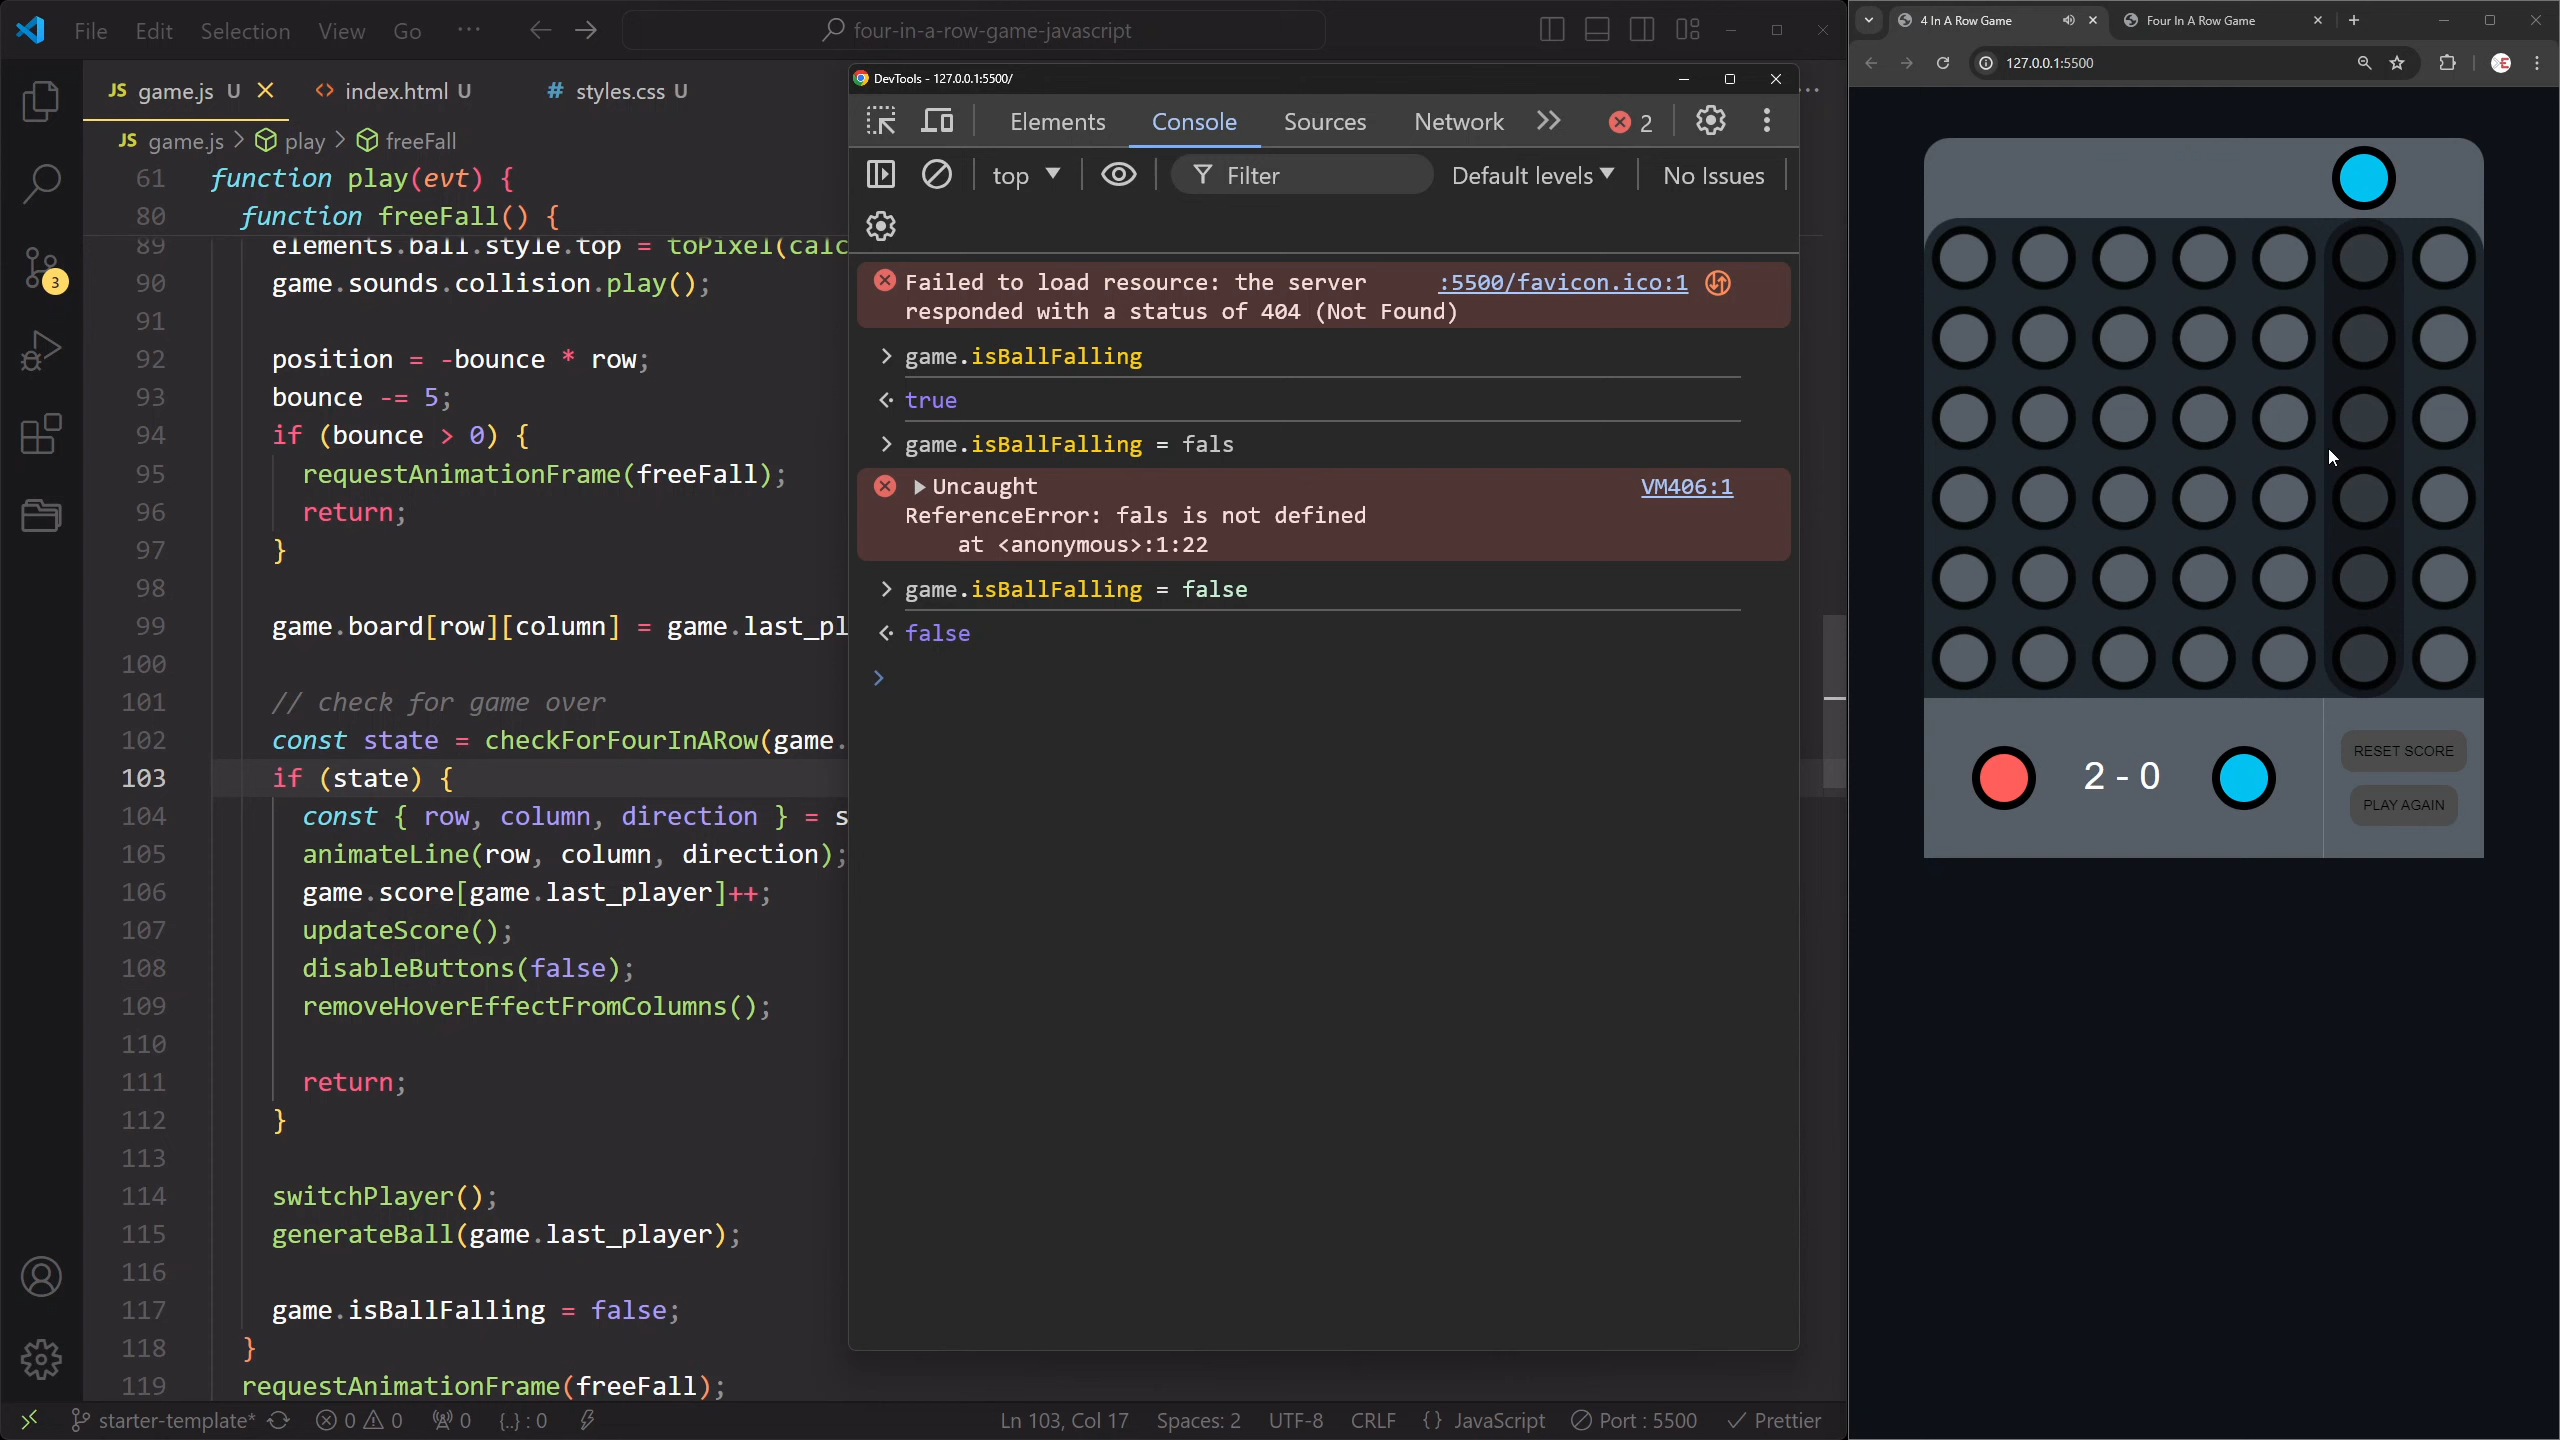 File Edit Selection View Go ··· four-in-a-row-game-javascript
JS game.js U
<> index.html U
# styles.css U
JS game.js > play > freeFall
61 function play(evt) {
80 function freeFall() {
89 elements.ball.style.top = toPixel(calc
90 game.sounds.collision.play();
91
92 position = -bounce * row;
93 bounce -= 5;
94 if (bounce > 0) {
95 requestAnimationFrame(freeFall);
96 return;
97 }
98
99 game.board[row][column] = game.last_pl
100
101 // check for game over
102 const state = checkForFourInARow(game.
103 if (state) {
104 const { row, column, direction } = s
105 animateLine(row, column, direction);
106 game.score[game.last_player]++;
107 updateScore();
108 disableButtons(false);
109 removeHoverEffectFromColumns();
110
111 return;
112 }
113
114 switchPlayer();
115 generateBall(game.last_player);
116
117 game.isBallFalling = false;
118 }
119 requestAnimationFrame(freeFall);
3
starter-template* 0 0 0 {..} : 0 Ln 103, Col 17 Spaces: 2 UTF-8 CRLF {} JavaScript Port : 5500 Prettier
DevTools - 127.0.0.1:5500/
Elements Console Sources Network 2
top Filter Default levels No Issues
Failed to load resource: the server :5500/favicon.ico:1
responded with a status of 404 (Not Found)
> game.isBallFalling
true
> game.isBallFalling = fals
Uncaught VM406:1
ReferenceError: fals is not defined
at <anonymous>:1:22
> game.isBallFalling = false
false
>
4 In A Row Game
Four In A Row Game
127.0.0.1:5500
2 - 0
RESET SCORE
PLAY AGAIN